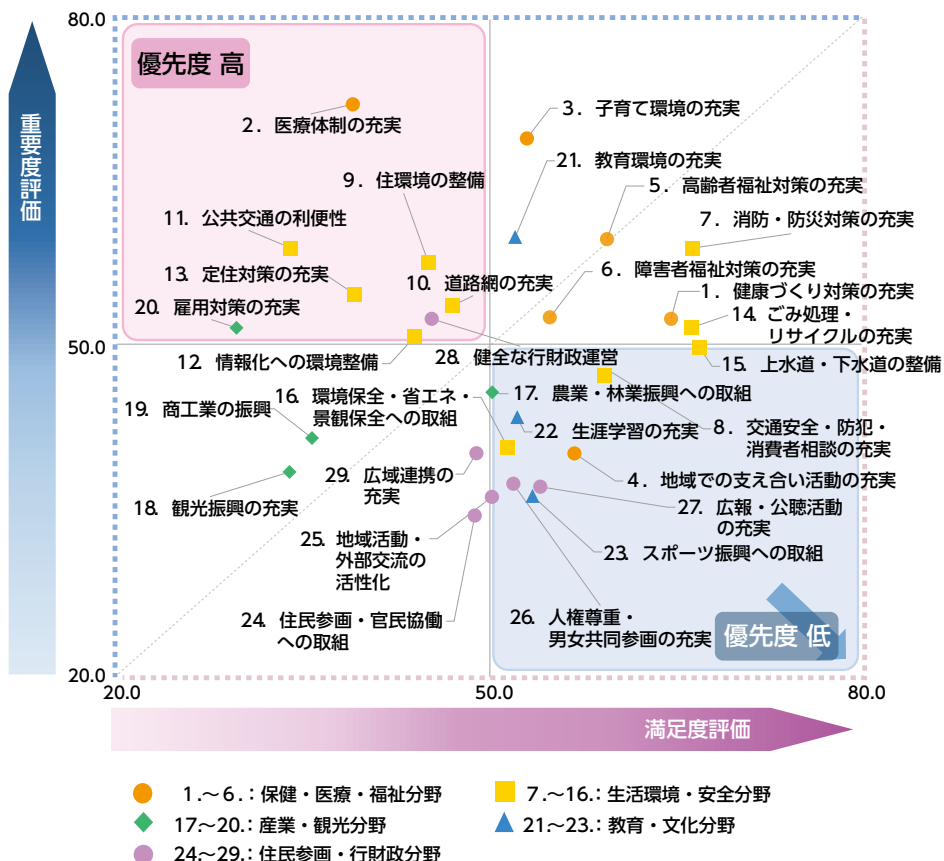 80.0
優先度 高
重要度評価
2. 医療体制の充実
3. 子育て環境の充実
21. 教育環境の充実
9. 住環境の整備
5. 高齢者福祉対策の充実
11. 公共交通の利便性
7. 消防・防災対策の充実
13. 定住対策の充実
10. 道路網の充実
6. 障害者福祉対策の充実
20. 雇用対策の充実
1. 健康づくり対策の充実
14. ごみ処理・
リサイクルの充実
50.0
12. 情報化への環境整備
28. 健全な行財政運営
15. 上水道・下水道の整備
16. 環境保全・省エネ・
景観保全への取組
17. 農業・林業振興への取組
19. 商工業の振興
22. 生涯学習の充実
8. 交通安全・防犯・
消費者相談の充実
29. 広域連携の
充実
4. 地域での支え合い活動の充実
18. 観光振興の充実
27. 広報・公聴活動
の充実
25. 地域活動・
外部交流の
活性化
23. スポーツ振興への取組
24. 住民参画・官民協働
への取組
26. 人権尊重・
男女共同参画の充実
優先度 低
20.0
20.0
50.0
80.0
満足度評価
1.〜6.:保健・医療・福祉分野
7.〜16.:生活環境・安全分野
17.〜20.:産業・観光分野
21.〜23.:教育・文化分野
24.〜29.:住民参画・行財政分野